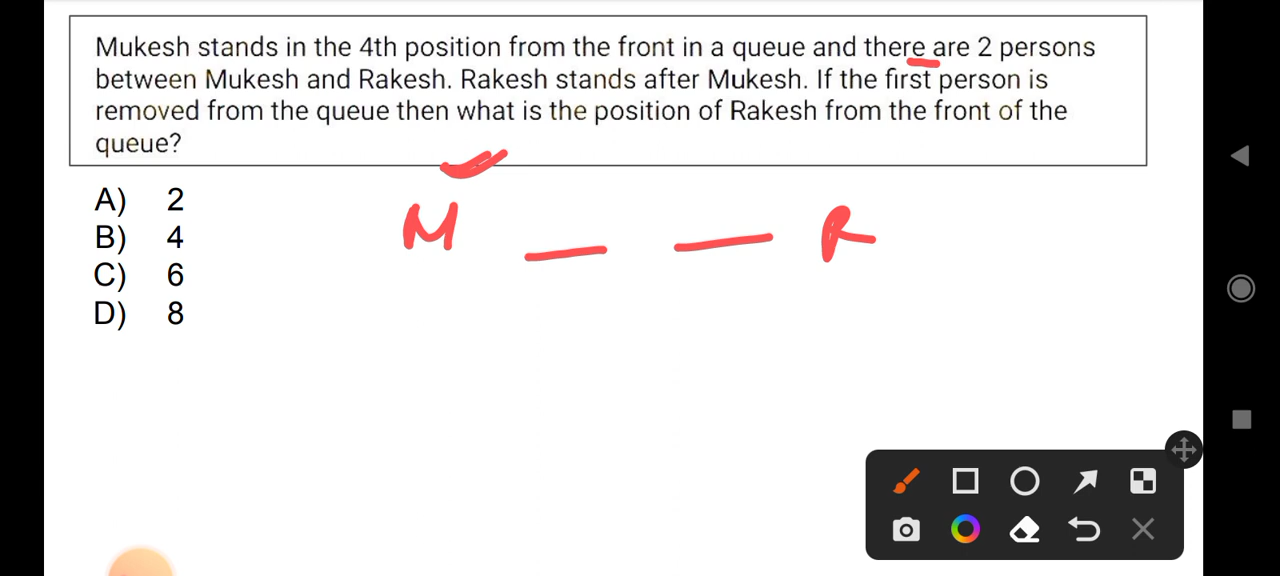 Mukesh stands in the 4th position from the front in a queue and there are 2 persons
between Mukesh and Rakesh. Rakesh stands after Mukesh. If the first person is
removed from the queue then what is the position of Rakesh from the front of the
queue?
A) 2
B) 4
C) 6
D) 8
M _ _ R